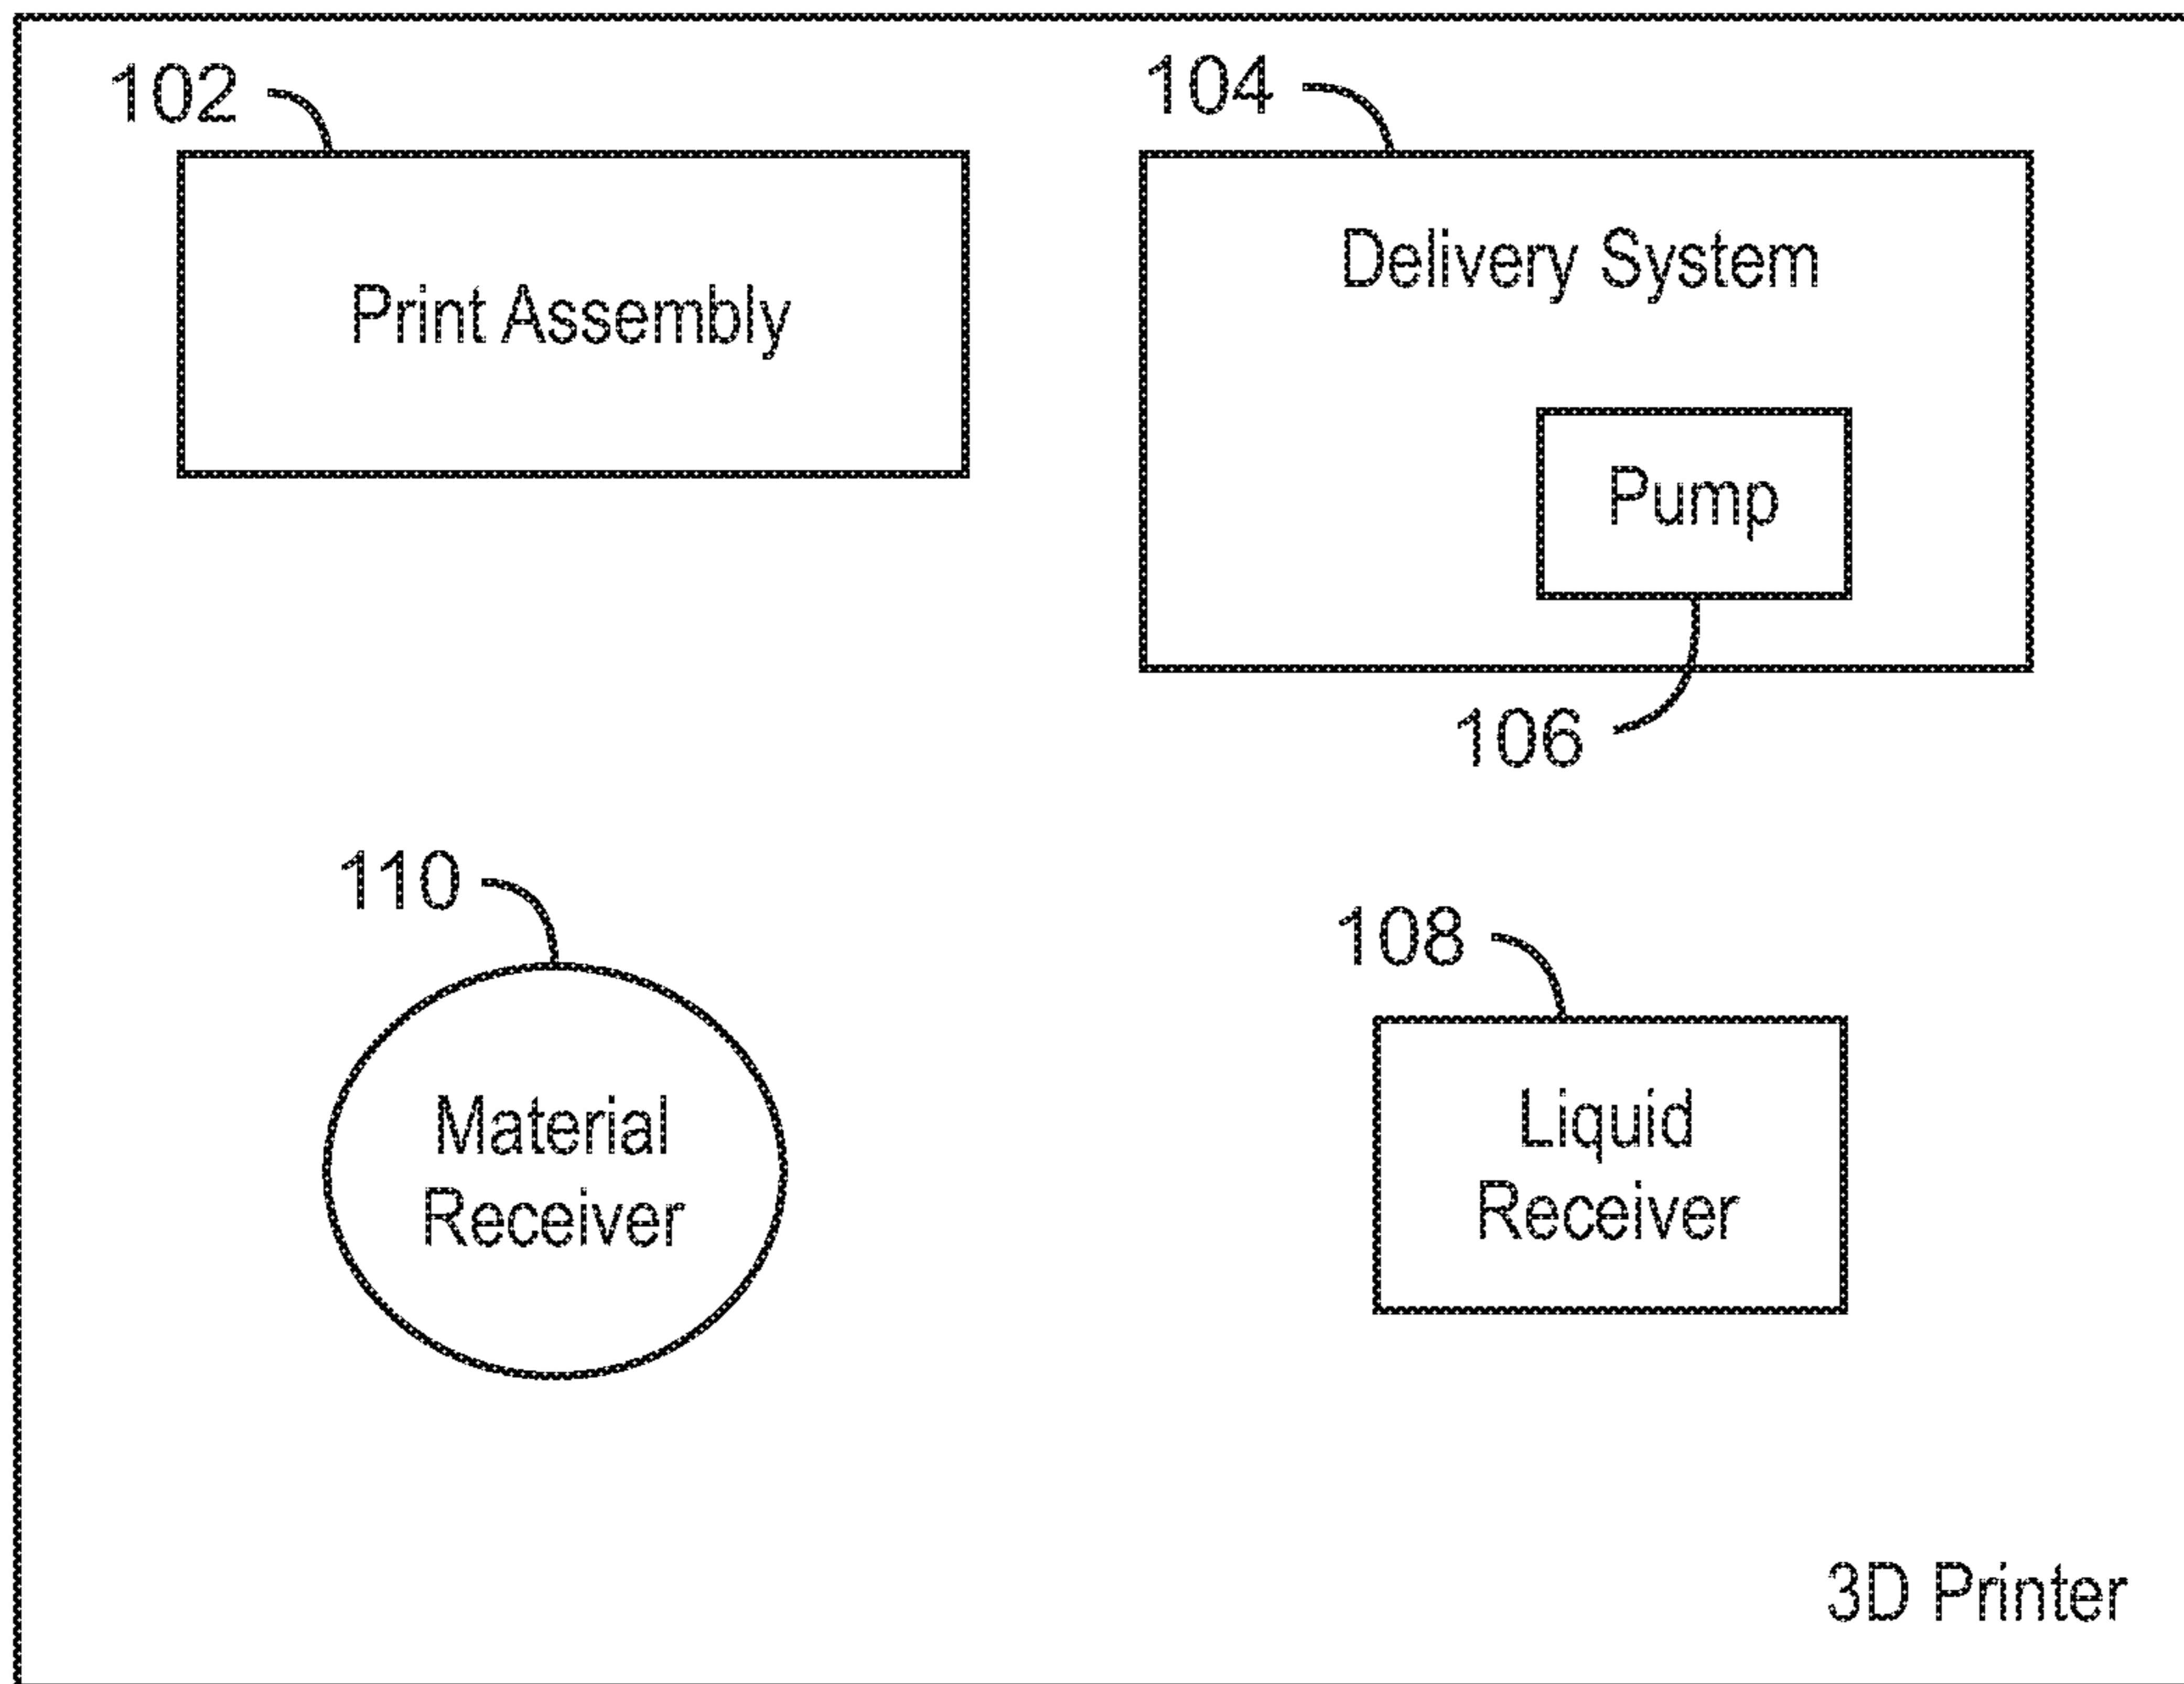 102
104
Print Assembly
Delivery System
Pump
106
110
108
Material
Receiver
Liquid
Receiver
3D Printer